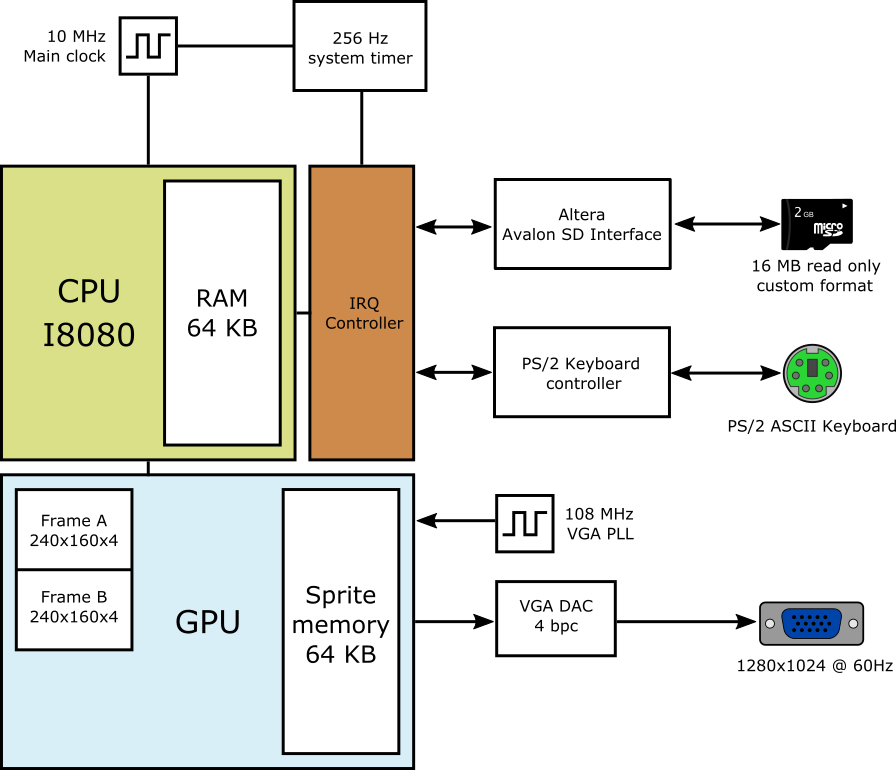 10 MHz
Main clock
256 Hz
system timer
CPU
I8080
RAM
64 KB
IRQ
Controller
Altera
Avalon SD Interface
2 GB
micro
SD
16 MB read only
custom format
PS/2 Keyboard
controller
PS/2 ASCII Keyboard
Frame A
240x160x4
Frame B
240x160x4
GPU
Sprite
memory
64 KB
108 MHz
VGA PLL
VGA DAC
4 bpc
1280x1024 @ 60Hz